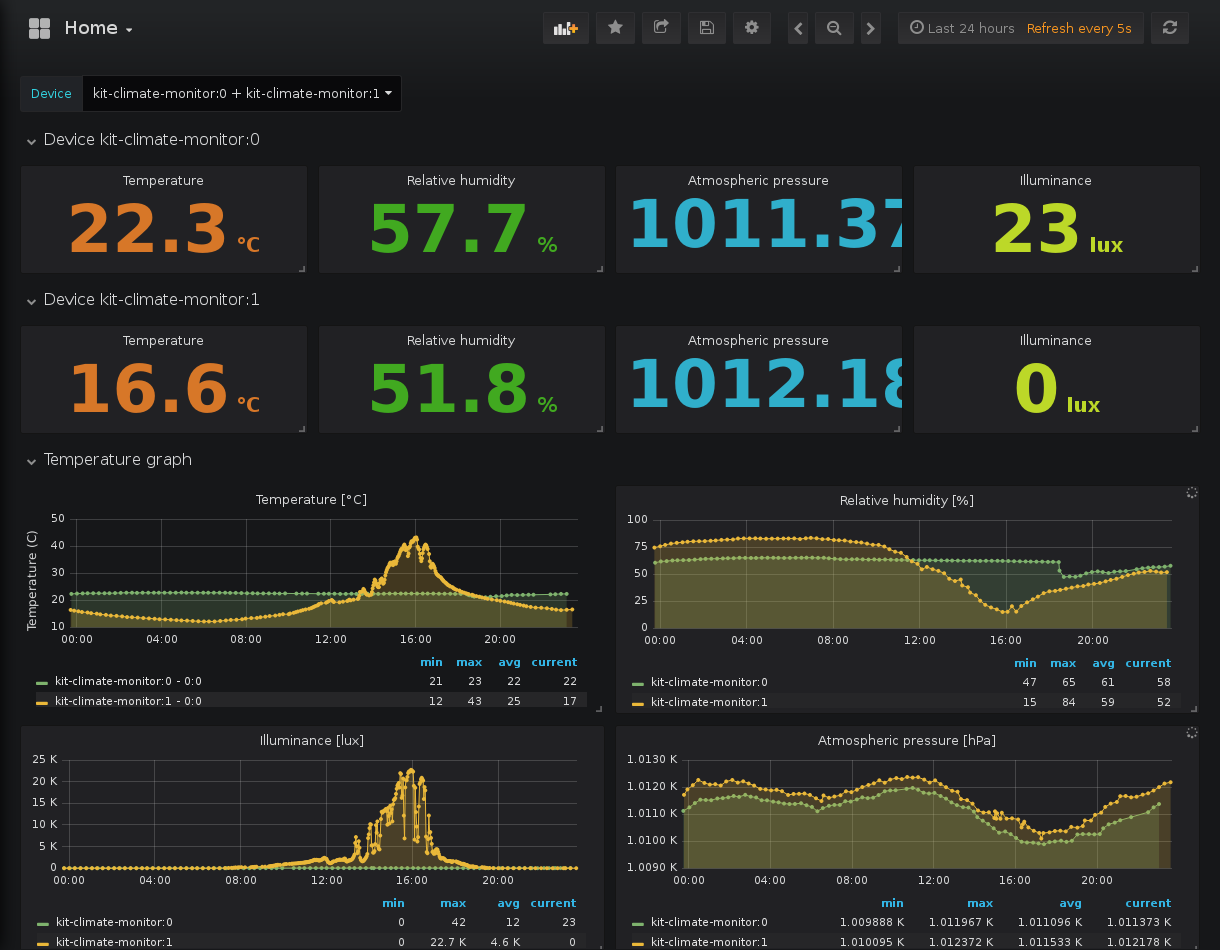 Home
Last 24 hours Refresh every 5s
Device kit-climate-monitor:0 + kit-climate-monitor:1
Device kit-climate-monitor:0
Temperature Relative humidity Atmospheric pressure Illuminance
22.3 °C 57.7 % 1011.37 23 lux
Device kit-climate-monitor:1
Temperature Relative humidity Atmospheric pressure Illuminance
16.6 °C 51.8 % 1012.18 0 lux
Temperature graph
Temperature [°C]
Temperature (C)
50
40
30
20
10
00:00 04:00 08:00 12:00 16:00 20:00
min max avg current
kit-climate-monitor:0 - 0:0 21 23 22 22
kit-climate-monitor:1 - 0:0 12 43 25 17
Relative humidity [%]
100
75
50
25
0
00:00 04:00 08:00 12:00 16:00 20:00
min max avg current
kit-climate-monitor:0 47 65 61 58
kit-climate-monitor:1 15 84 59 52
Illuminance [lux]
25 K
20 K
15 K
10 K
5 K
0
00:00 04:00 08:00 12:00 16:00 20:00
min max avg current
kit-climate-monitor:0 0 42 12 23
kit-climate-monitor:1 0 22.7 K 4.6 K 0
Atmospheric pressure [hPa]
1.0130 K
1.0120 K
1.0110 K
1.0100 K
1.0090 K
00:00 04:00 08:00 12:00 16:00 20:00
min max avg current
kit-climate-monitor:0 1.009888 K 1.011967 K 1.011096 K 1.011373 K
kit-climate-monitor:1 1.010095 K 1.012372 K 1.011533 K 1.012178 K